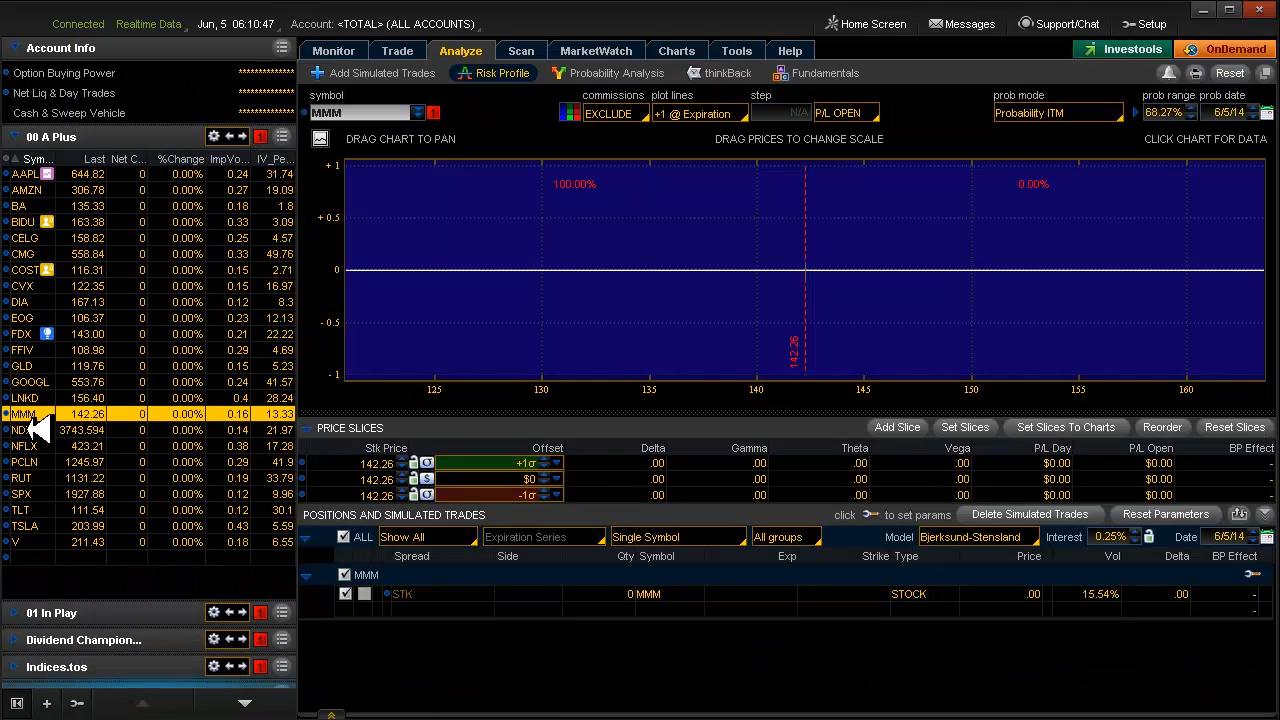 Connected Realtime Data Jun, 5 06:10:47 Account: <TOTAL> (ALL ACCOUNTS) Home Screen Messages Support/Chat Setup
Account Info
Option Buying Power *************
Net Liq & Day Trades *************
Cash & Sweep Vehicle *************
00 A Plus 1
Sym... Last Net C... %Change ImpVo... IV_Pe...
AAPL 644.82 0 0.00% 0.24 31.74
AMZN 306.78 0 0.00% 0.27 19.09
BA 135.33 0 0.00% 0.18 1.8
BIDU 163.38 0 0.00% 0.33 3.09
CELG 158.82 0 0.00% 0.25 4.57
CMG 558.84 0 0.00% 0.33 49.76
COST 116.31 0 0.00% 0.15 2.71
CVX 122.35 0 0.00% 0.15 16.97
DIA 167.13 0 0.00% 0.12 8.3
EOG 106.37 0 0.00% 0.23 12.13
FDX 143.00 0 0.00% 0.21 22.22
FFIV 108.98 0 0.00% 0.29 4.69
GLD 119.76 0 0.00% 0.15 5.23
GOOGL 553.76 0 0.00% 0.24 41.57
LNKD 156.40 0 0.00% 0.4 28.24
MMM 142.26 0 0.00% 0.16 13.33
3743.594 0 0.00% 0.14 21.97
NFLX 423.21 0 0.00% 0.38 17.28
PCLN 1245.97 0 0.00% 0.29 41.9
RUT 1131.22 0 0.00% 0.19 33.79
SPX 1927.88 0 0.00% 0.12 9.96
TLT 111.54 0 0.00% 0.12 30.1
TSLA 203.99 0 0.00% 0.43 5.59
V 211.43 0 0.00% 0.18 6.55
01 In Play 1
Dividend Champion... 1
Indices.tos 1
Monitor Trade Analyze Scan MarketWatch Charts Tools Help Investools OnDemand
Add Simulated Trades Risk Profile Probability Analysis thinkBack Fundamentals Reset
symbol commissions plot lines step prob mode prob range prob date
MMM 1 EXCLUDE +1 @ Expiration N/A P/L OPEN Probability ITM 68.27% 6/5/14
DRAG CHART TO PAN DRAG PRICES TO CHANGE SCALE CLICK CHART FOR DATA
+ 1
100.00% 0.00%
+ 0.5
0
- 0.5
142.26
- 1
125 130 135 140 145 150 155 160
PRICE SLICES Add Slice Set Slices Set Slices To Charts Reorder Reset Slices
Stk Price Offset Delta Gamma Theta Vega P/L Day P/L Open BP Effect
142.26 +1σ .00 .00 .00 .00 $0.00 $0.00 -
142.26 $ $0 .00 .00 .00 .00 $0.00 $0.00 -
142.26 -1σ .00 .00 .00 .00 $0.00 $0.00 -
POSITIONS AND SIMULATED TRADES click to set params Delete Simulated Trades Reset Parameters
ALL Show All Expiration Series Single Symbol All groups Model Bjerksund-Stensland Interest 0.25% Date 6/5/14
Spread Side Qty Symbol Exp Strike Type Price Vol Delta BP Effect
MMM -
STK 0 MMM STOCK .00 15.54% .00 -
-